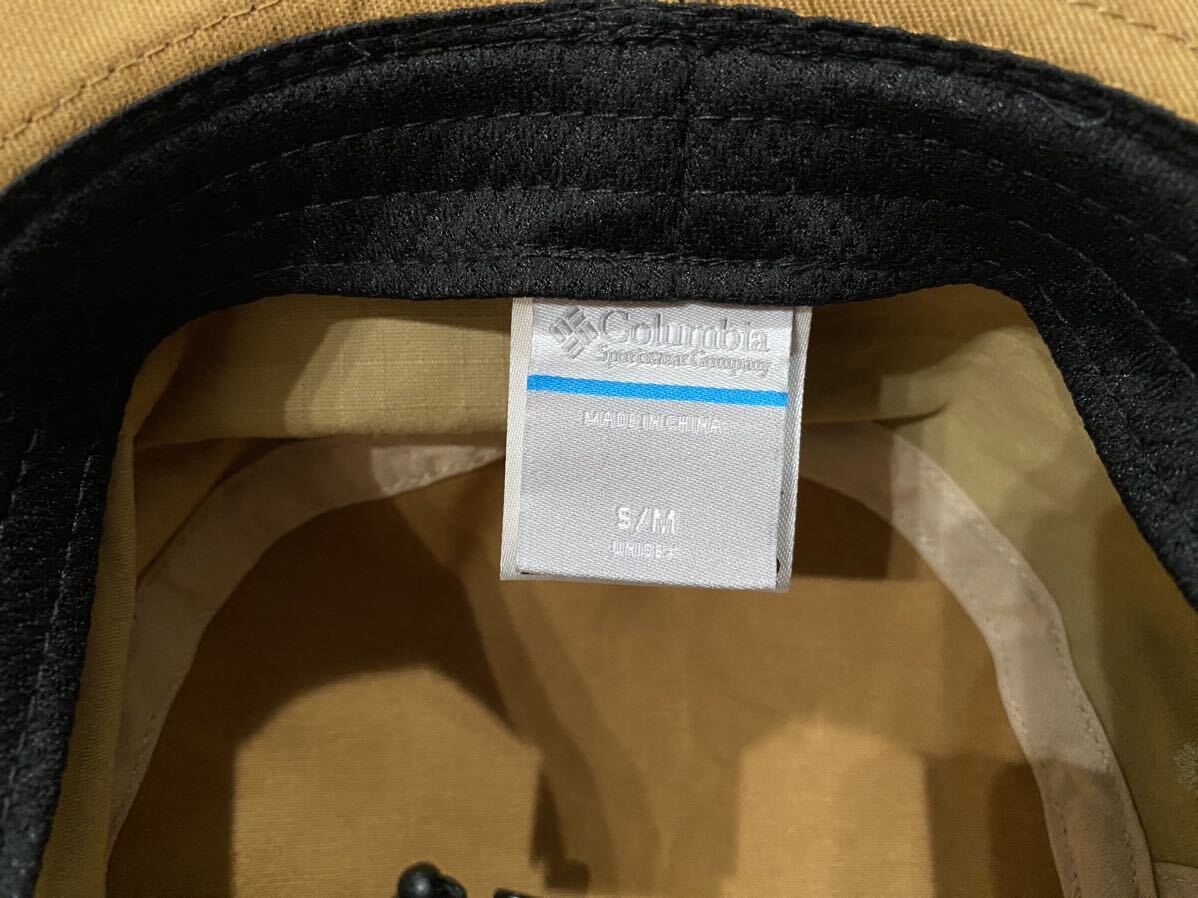 Columbia
Sportswear Company
MADE IN CHINA
S/M
UNISEX